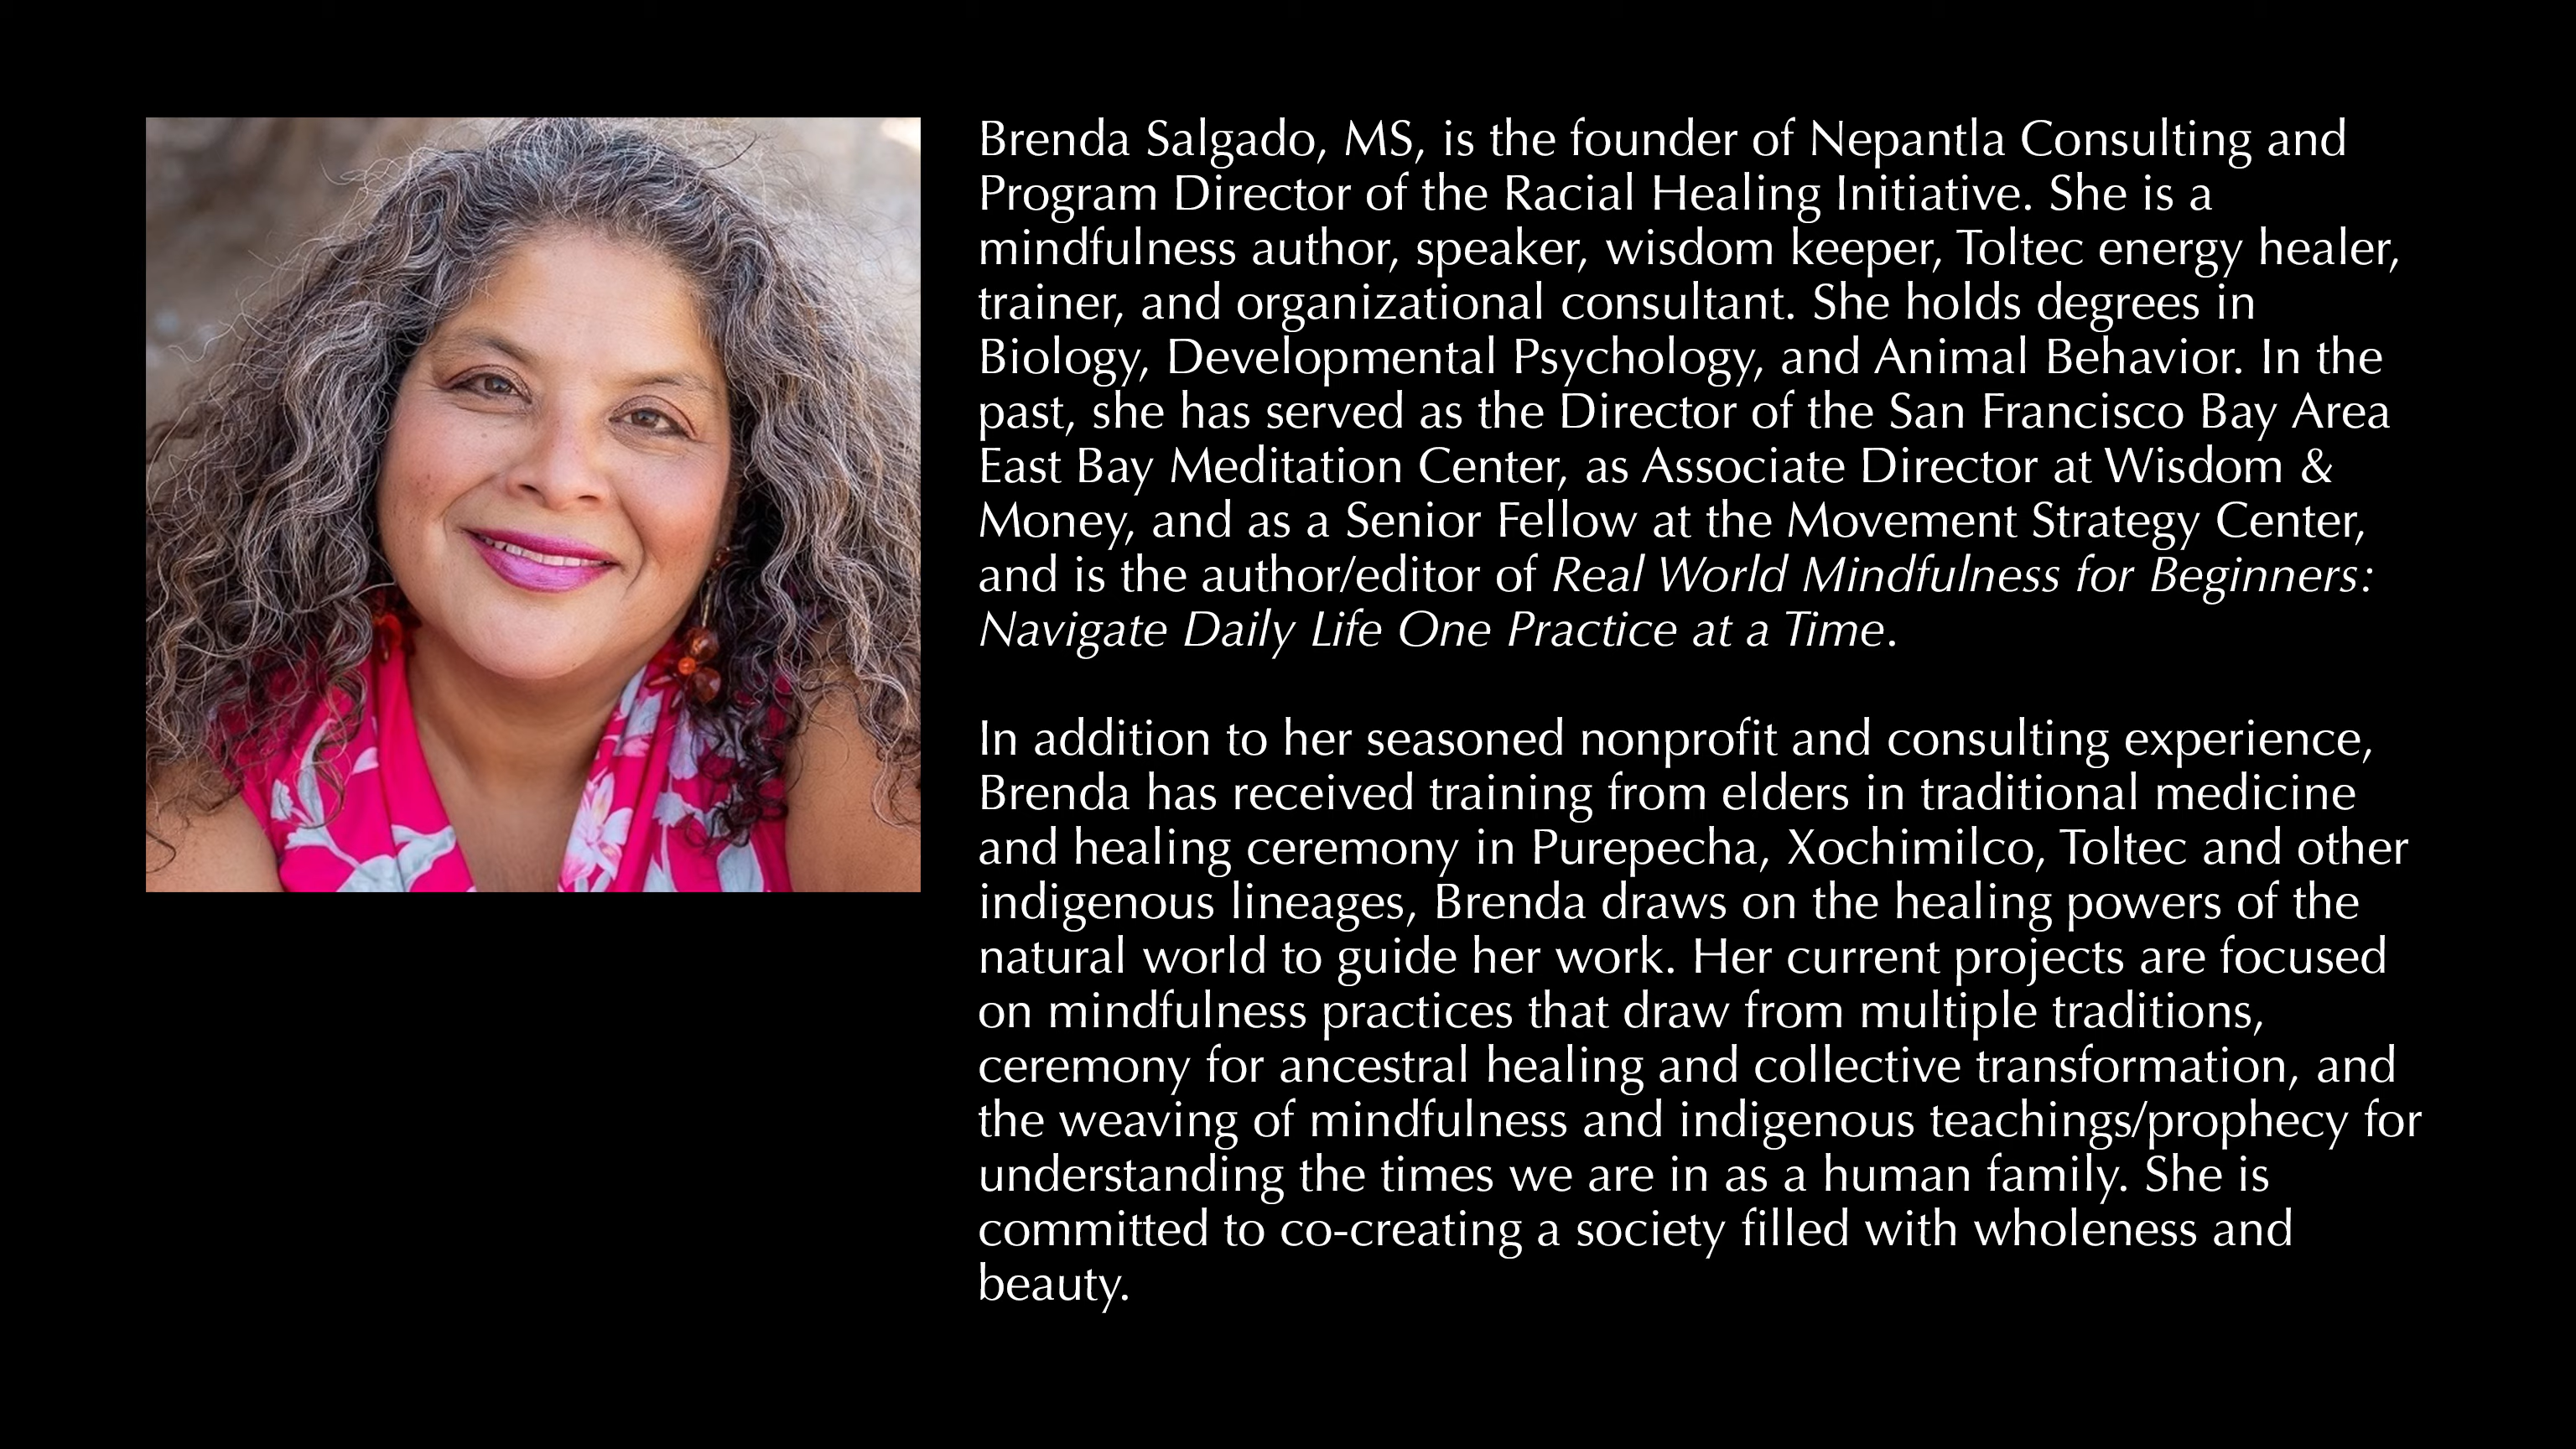 Brenda Salgado, MS, is the founder of Nepantla Consulting and
Program Director of the Racial Healing Initiative. She is a
mindfulness author, speaker, wisdom keeper, Toltec energy healer,
trainer, and organizational consultant. She holds degrees in
Biology, Developmental Psychology, and Animal Behavior. In the
past, she has served as the Director of the San Francisco Bay Area
East Bay Meditation Center, as Associate Director at Wisdom &
Money, and as a Senior Fellow at the Movement Strategy Center,
and is the author/editor of Real World Mindfulness for Beginners:
Navigate Daily Life One Practice at a Time.
In addition to her seasoned nonprofit and consulting experience,
Brenda has received training from elders in traditional medicine
and healing ceremony in Purepecha, Xochimilco, Toltec and other
indigenous lineages, Brenda draws on the healing powers of the
natural world to guide her work. Her current projects are focused
on mindfulness practices that draw from multiple traditions,
ceremony for ancestral healing and collective transformation, and
the weaving of mindfulness and indigenous teachings/prophecy for
understanding the times we are in as a human family. She is
committed to co-creating a society filled with wholeness and
beauty.